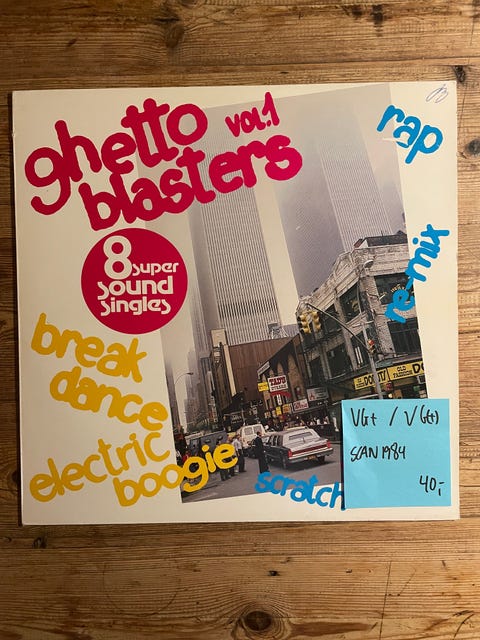 ghetto
blasters
vol.1
rap
re-mix
8 super
sound
singles
break
dance
electric
boogie
scratch
VG+ / VG(+)
SCAN 1984
40,-